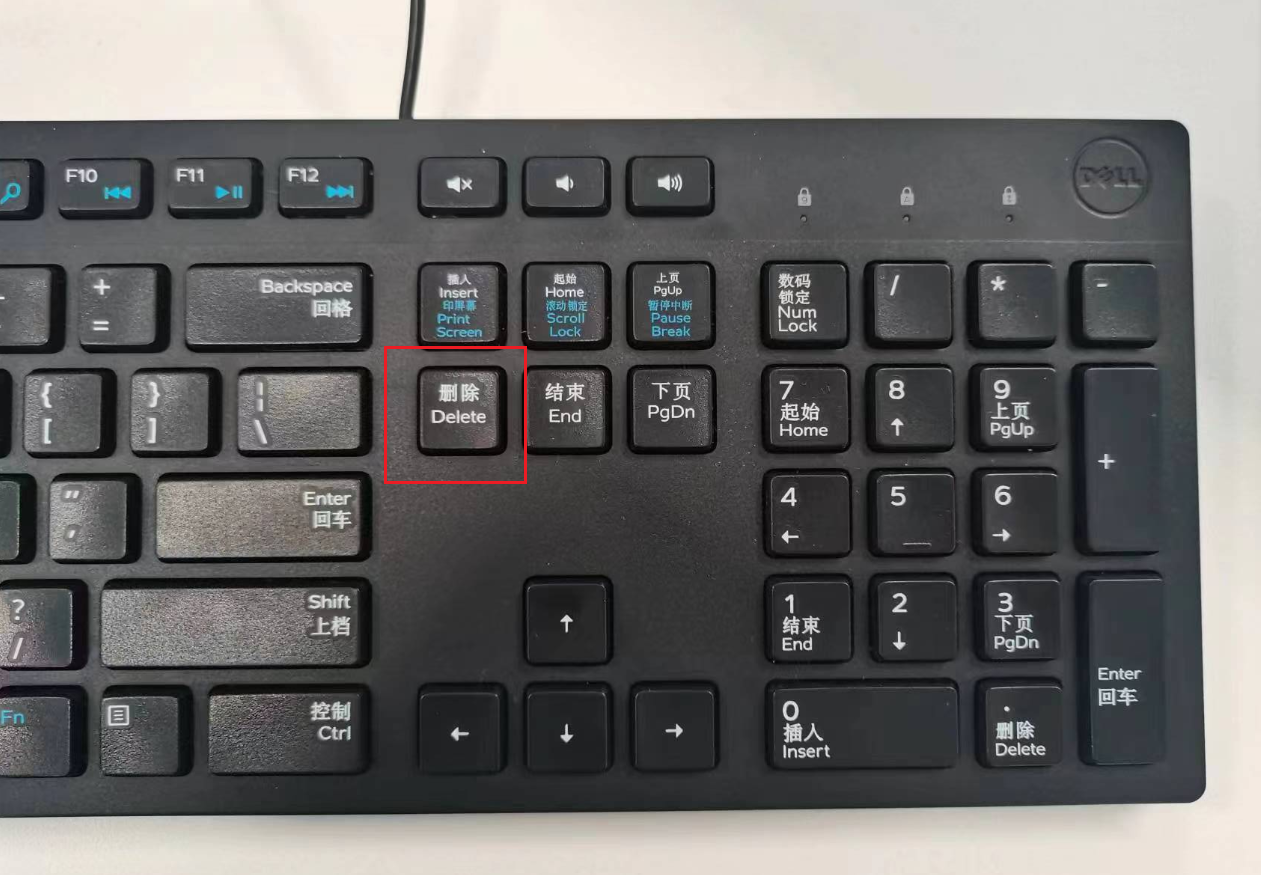 F10
F11
F12
DELL
+
=
Backspace
回格
插入
Insert
印屏幕
Print
Screen
起始
Home
滚动锁定
Scroll
Lock
上页
PgUp
暂停中断
Pause
Break
数码
锁定
Num
Lock
/
*
-
{
[
}
]
|
\
删除
Delete
结束
End
下页
PgDn
7
起始
Home
8
↑
9
上页
PgUp
+
"
'
Enter
回车
4
←
5
6
→
?
/
Shift
上档
↑
1
结束
End
2
↓
3
下页
PgDn
Enter
回车
Fn
控制
Ctrl
←
↓
→
0
插入
Insert
.
删除
Delete